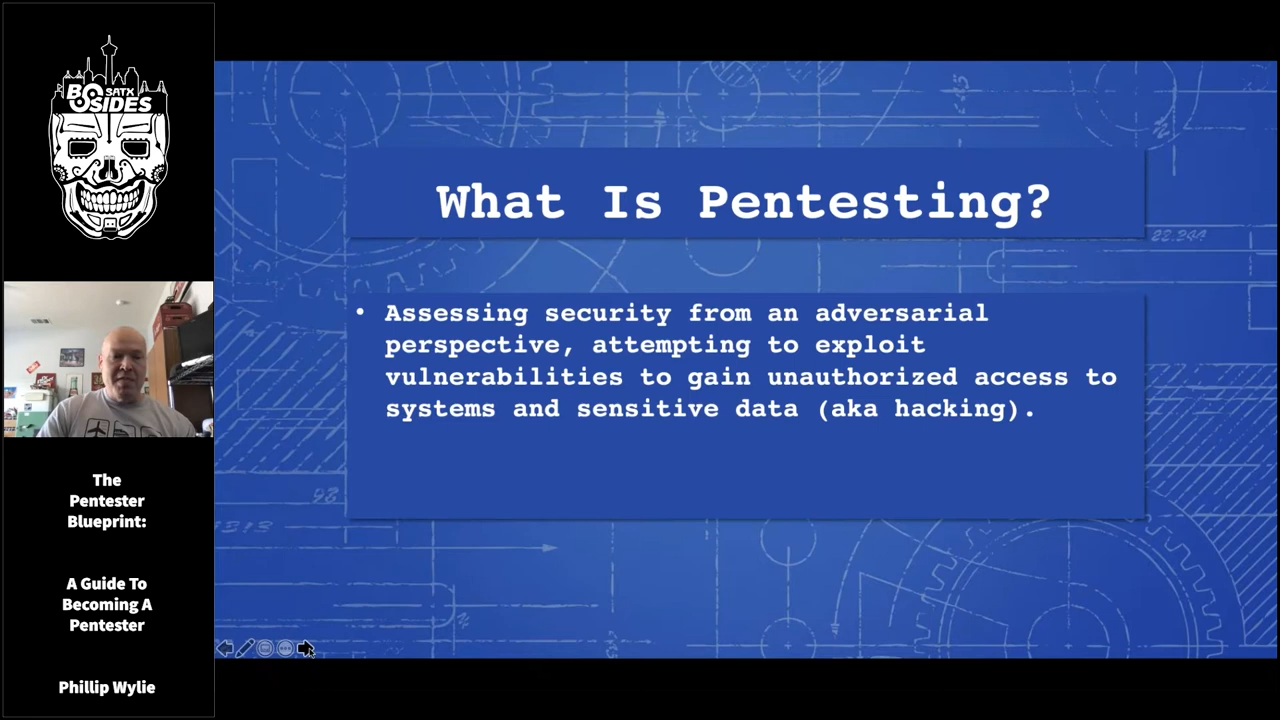 BSIDES
SATX
The
Pentester
Blueprint:
A Guide To
Becoming A
Pentester
Phillip Wylie
What Is Pentesting?
• Assessing security from an adversarial
perspective, attempting to exploit
vulnerabilities to gain unauthorized access to
systems and sensitive data (aka hacking).